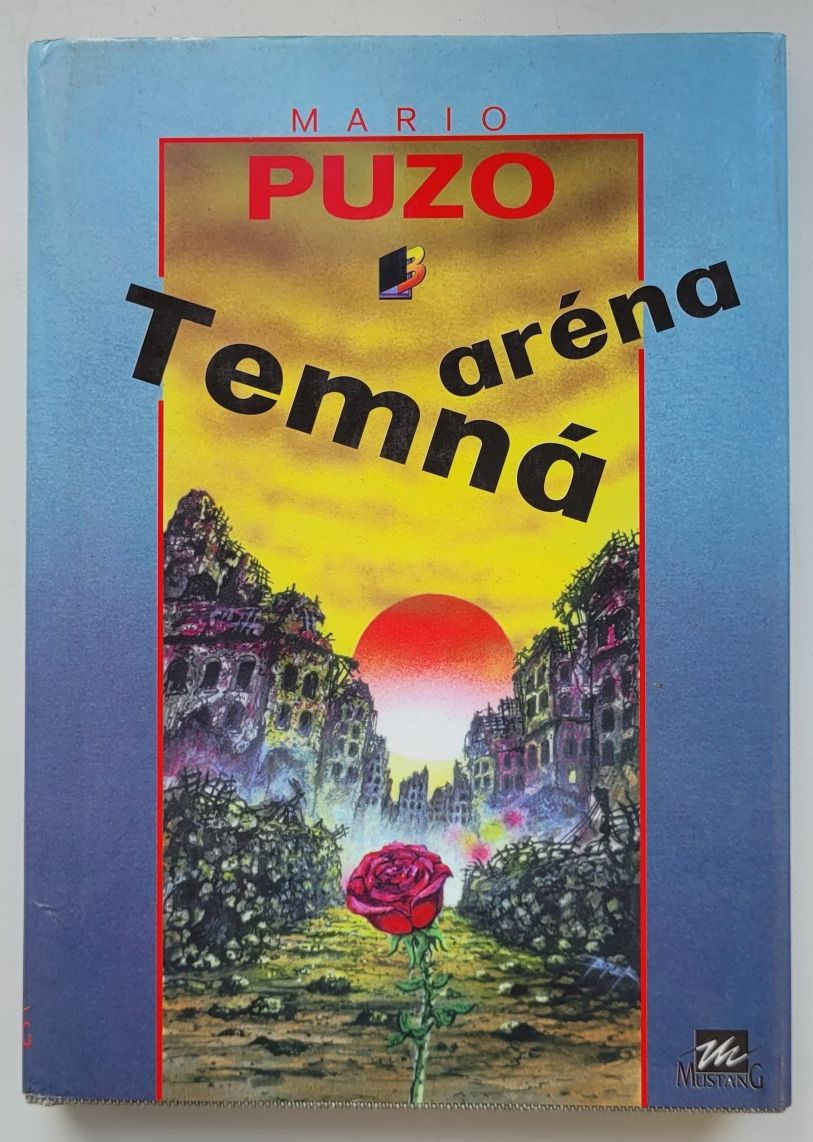 MARIO
PUZO
Temná
aréna
MUSTANG